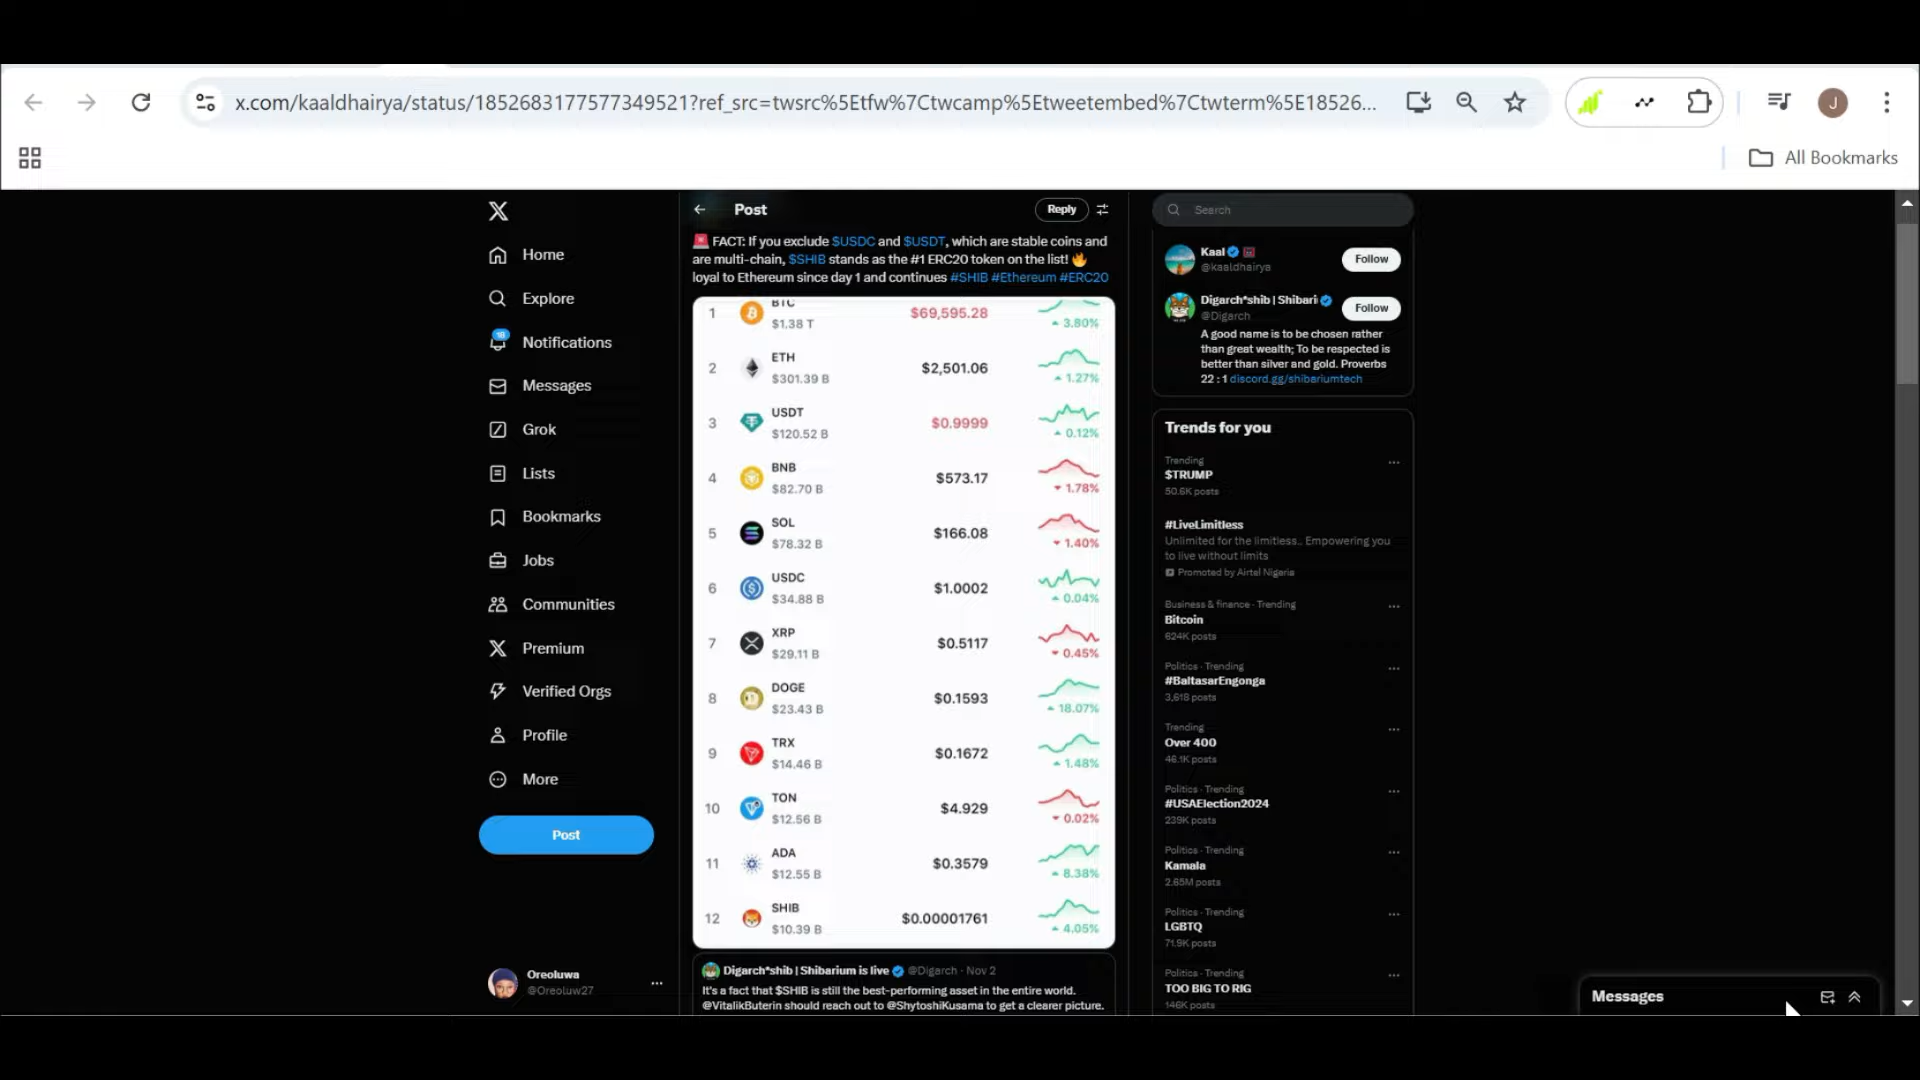 x.com/kaaldhairya/status/1852683177577349521?ref_src=twsrc%5Etfw%7Ctwcamp%5Etweetembed%7Ctwterm%5E18526...
J
All Bookmarks
Home
Explore
18
Notifications
Messages
Grok
Lists
Bookmarks
Jobs
Communities
Premium
Verified Orgs
Profile
More
Post
Oreoluwa
@Oreoluw27
Post
Reply
FACT: If you exclude $USDC and $USDT, which are stable coins and
are multi-chain, $SHIB stands as the #1 ERC20 token on the list! 🔥
loyal to Ethereum since day 1 and continues #SHIB #Ethereum #ERC20
1 BTC $69,595.28
$1.38 T 3.80%
2 ETH $2,501.06
$301.39 B 1.27%
3 USDT $0.9999
$120.52 B 0.12%
4 BNB $573.17
$82.70 B 1.78%
5 SOL $166.08
$78.32 B 1.40%
6 USDC $1.0002
$34.88 B 0.04%
7 XRP $0.5117
$29.11 B 0.45%
8 DOGE $0.1593
$23.43 B 18.07%
9 TRX $0.1672
$14.46 B 1.48%
10 TON $4.929
$12.56 B 0.02%
11 ADA $0.3579
$12.55 B 8.38%
12 SHIB $0.00001761
$10.39 B 4.05%
Digarch*shib | Shibarium is live @Digarch · Nov 2
It's a fact that $SHIB is still the best-performing asset in the entire world.
@VitalikButerin should reach out to @ShytoshiKusama to get a clearer picture.
Search
Kaal
@kaaldhairya
Follow
Digarch*shib | Shibari
@Digarch
Follow
A good name is to be chosen rather
than great wealth; To be respected is
better than silver and gold. Proverbs
22 : 1 discord.gg/shibariumtech
Trends for you
Trending
$TRUMP
50.6K posts
#LiveLimitless
Unlimited for the limitless.. Empowering you
to live without limits
Promoted by Airtel Nigeria
Business & finance · Trending
Bitcoin
624K posts
Politics · Trending
#BaltasarEngonga
3,618 posts
Trending
Over 400
46.1K posts
Politics · Trending
#USAElection2024
239K posts
Politics · Trending
Kamala
2.65M posts
Politics · Trending
LGBTQ
71.9K posts
Politics · Trending
TOO BIG TO RIG
146K posts
Messages